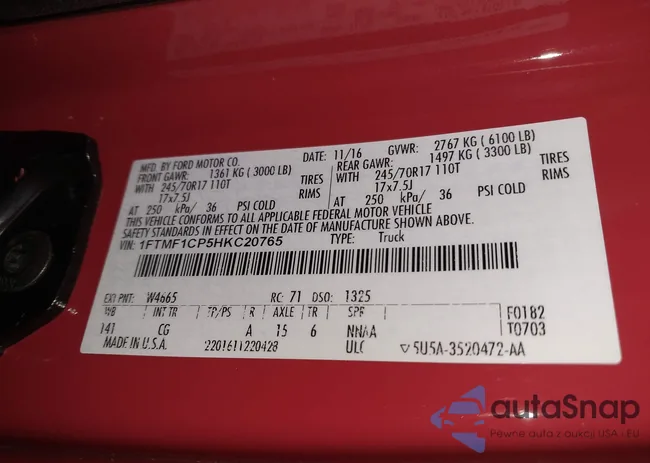 MFD. BY FORD MOTOR CO. DATE: 11/16 GVWR: 2767 KG ( 6100 LB)
FRONT GAWR: 1361 KG ( 3000 LB) REAR GAWR: 1497 KG ( 3300 LB)
WITH 245/70R17 110T TIRES WITH 245/70R17 110T TIRES
17x7.5J RIMS 17x7.5J RIMS
AT 250 kPa/ 36 PSI COLD AT 250 kPa/ 36 PSI COLD
THIS VEHICLE CONFORMS TO ALL APPLICABLE FEDERAL MOTOR VEHICLE
SAFETY STANDARDS IN EFFECT ON THE DATE OF MANUFACTURE SHOWN ABOVE.
VIN: 1FTMF1CP5HKC20765 TYPE: Truck
EXT PNT: W4665 RC: 71 DSO: 1325
WB INT TR TP/PS R AXLE TR SPR F0182
141 CG A 15 6 NNAA T0703
MADE IN U.S.A. 2201611220428 ULC ▽5U5A-3520472-AA
autaSnap
Pewne auta z aukcji USA - EU